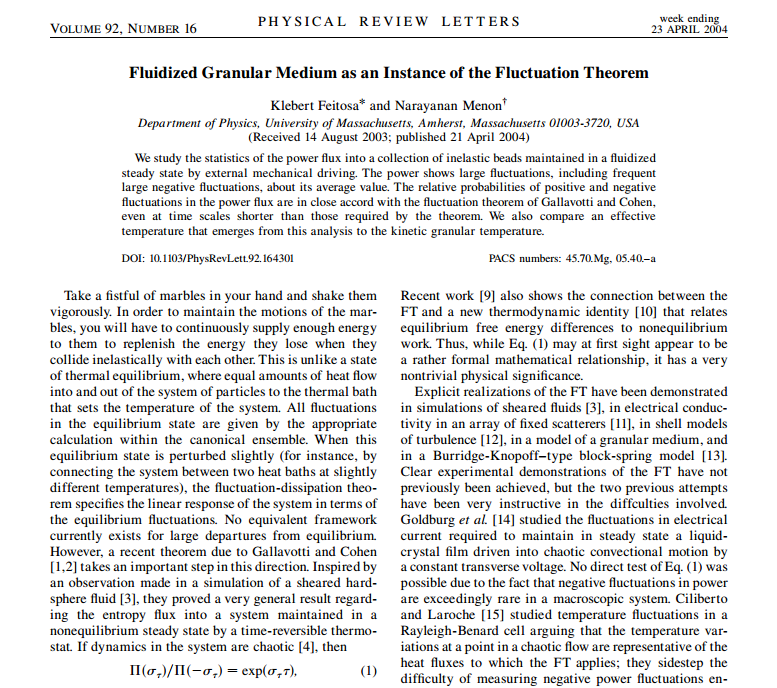 VOLUME 92, NUMBER 16
PHYSICAL REVIEW LETTERS
week ending
23 APRIL 2004
Fluidized Granular Medium as an Instance of the Fluctuation Theorem
Klebert Feitosa* and Narayanan Menon†
Department of Physics, University of Massachusetts, Amherst, Massachusetts 01003-3720, USA
(Received 14 August 2003; published 21 April 2004)
We study the statistics of the power flux into a collection of inelastic beads maintained in a fluidized
steady state by external mechanical driving. The power shows large fluctuations, including frequent
large negative fluctuations, about its average value. The relative probabilities of positive and negative
fluctuations in the power flux are in close accord with the fluctuation theorem of Gallavotti and Cohen,
even at time scales shorter than those required by the theorem. We also compare an effective
temperature that emerges from this analysis to the kinetic granular temperature.
DOI: 10.1103/PhysRevLett.92.164301
PACS numbers: 45.70.Mg, 05.40.–a
Take a fistful of marbles in your hand and shake them
vigorously. In order to maintain the motions of the mar-
bles, you will have to continuously supply enough energy
to them to replenish the energy they lose when they
collide inelastically with each other. This is unlike a state
of thermal equilibrium, where equal amounts of heat flow
into and out of the system of particles to the thermal bath
that sets the temperature of the system. All fluctuations
in the equilibrium state are given by the appropriate
calculation within the canonical ensemble. When this
equilibrium state is perturbed slightly (for instance, by
connecting the system between two heat baths at slightly
different temperatures), the fluctuation-dissipation theo-
rem specifies the linear response of the system in terms of
the equilibrium fluctuations. No equivalent framework
currently exists for large departures from equilibrium.
However, a recent theorem due to Gallavotti and Cohen
[1,2] takes an important step in this direction. Inspired by
an observation made in a simulation of a sheared hard-
sphere fluid [3], they proved a very general result regard-
ing the entropy flux into a system maintained in a
nonequilibrium steady state by a time-reversible thermo-
stat. If dynamics in the system are chaotic [4], then
Π(στ)/Π(−στ) = exp(σττ), (1)
Recent work [9] also shows the connection between the
FT and a new thermodynamic identity [10] that relates
equilibrium free energy differences to nonequilibrium
work. Thus, while Eq. (1) may at first sight appear to be
a rather formal mathematical relationship, it has a very
nontrivial physical significance.
Explicit realizations of the FT have been demonstrated
in simulations of sheared fluids [3], in electrical conduc-
tivity in an array of fixed scatterers [11], in shell models
of turbulence [12], in a model of a granular medium, and
in a Burridge-Knopoff–type block-spring model [13].
Clear experimental demonstrations of the FT have not
previously been achieved, but the two previous attempts
have been very instructive in the diffculties involved.
Goldburg et al. [14] studied the fluctuations in electrical
current required to maintain in steady state a liquid-
crystal film driven into chaotic convectional motion by
a constant transverse voltage. No direct test of Eq. (1) was
possible due to the fact that negative fluctuations in power
are exceedingly rare in a macroscopic system. Ciliberto
and Laroche [15] studied temperature fluctuations in a
Rayleigh-Benard cell arguing that the temperature var-
iations at a point in a chaotic flow are representative of the
heat fluxes to which the FT applies; they sidestep the
difficulty of measuring negative power fluctuations en-